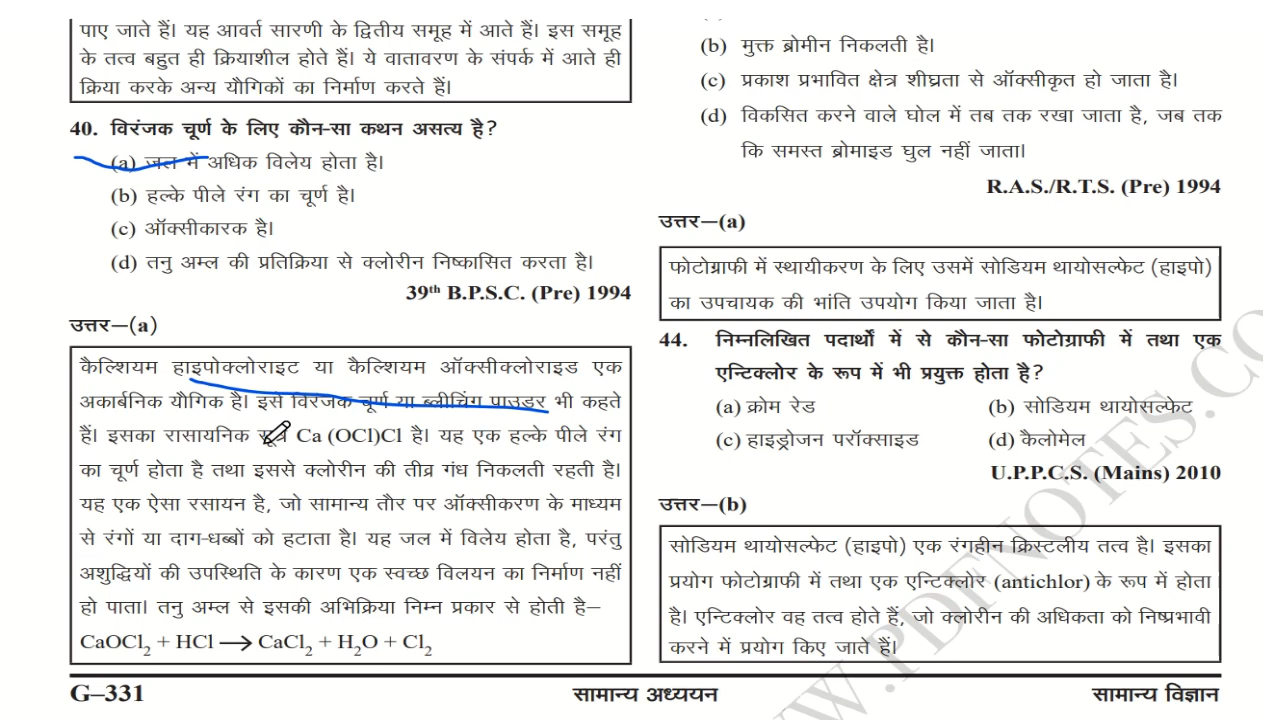 पाए जाते हैं। यह आवर्त सारणी के द्वितीय समूह में आते हैं। इस समूह
के तत्व बहुत ही क्रियाशील होते हैं। ये वातावरण के संपर्क में आते ही
क्रिया करके अन्य यौगिकों का निर्माण करते हैं।
40. विरंजक चूर्ण के लिए कौन-सा कथन असत्य है?
(a) जल में अधिक विलेय होता है।
(b) हल्के पीले रंग का चूर्ण है।
(c) ऑक्सीकारक है।
(d) तनु अम्ल की प्रतिक्रिया से क्लोरीन निष्कासित करता है।
39th B.P.S.C. (Pre) 1994
उत्तर–(a)
कैल्शियम हाइपोक्लोराइट या कैल्शियम ऑक्सीक्लोराइड एक
अकार्बनिक यौगिक है। इसे विरंजक चूर्ण या ब्लीचिंग पाउडर भी कहते
हैं। इसका रासायनिक सूत्र Ca (OCl)Cl है। यह एक हल्के पीले रंग
का चूर्ण होता है तथा इससे क्लोरीन की तीव्र गंध निकलती रहती है।
यह एक ऐसा रसायन है, जो सामान्य तौर पर ऑक्सीकरण के माध्यम
से रंगों या दाग-धब्बों को हटाता है। यह जल में विलेय होता है, परंतु
अशुद्धियों की उपस्थिति के कारण एक स्वच्छ विलयन का निर्माण नहीं
हो पाता। तनु अम्ल से इसकी अभिक्रिया निम्न प्रकार से होती है–
CaOCl₂ + HCl ⟶ CaCl₂ + H₂O + Cl₂
(b) मुक्त ब्रोमीन निकलती है।
(c) प्रकाश प्रभावित क्षेत्र शीघ्रता से ऑक्सीकृत हो जाता है।
(d) विकसित करने वाले घोल में तब तक रखा जाता है, जब तक
कि समस्त ब्रोमाइड घुल नहीं जाता।
R.A.S./R.T.S. (Pre) 1994
उत्तर–(a)
फोटोग्राफी में स्थायीकरण के लिए उसमें सोडियम थायोसल्फेट (हाइपो)
का उपचायक की भांति उपयोग किया जाता है।
44. निम्नलिखित पदार्थों में से कौन-सा फोटोग्राफी में तथा एक
एन्टिक्लोर के रूप में भी प्रयुक्त होता है?
(a) क्रोम रेड (b) सोडियम थायोसल्फेट
(c) हाइड्रोजन परॉक्साइड (d) कैलोमेल
U.P.P.C.S. (Mains) 2010
उत्तर–(b)
सोडियम थायोसल्फेट (हाइपो) एक रंगहीन क्रिस्टलीय तत्व है। इसका
प्रयोग फोटोग्राफी में तथा एक एन्टिक्लोर (antichlor) के रूप में होता
है। एन्टिक्लोर वह तत्व होते हैं, जो क्लोरीन की अधिकता को निष्प्रभावी
करने में प्रयोग किए जाते हैं।
G–331 सामान्य अध्ययन सामान्य विज्ञान
WWW.PDFNOTES.CO